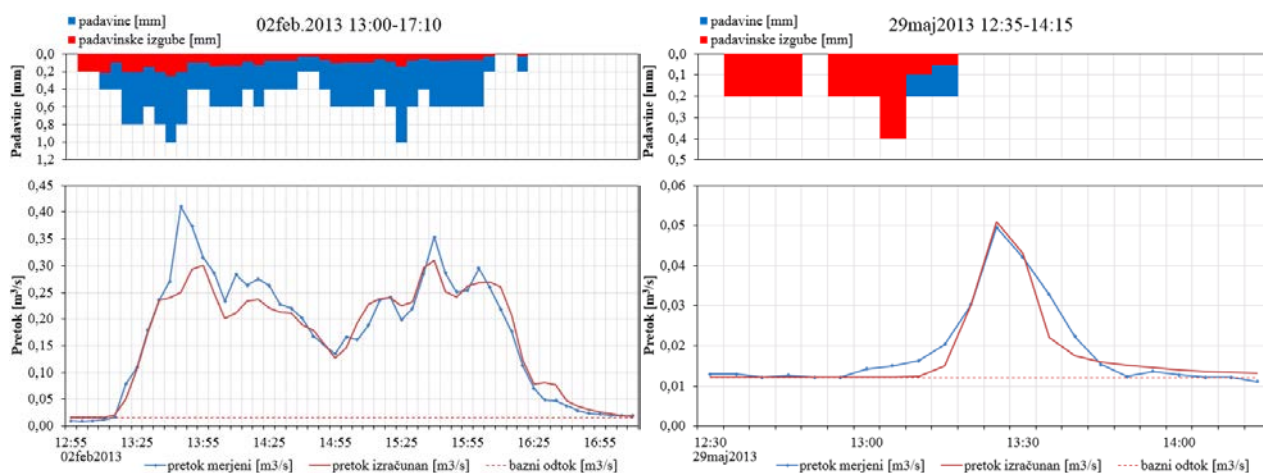 02feb.2013 13:00-17:10
padavine [mm]
padavinske izgube [mm]
Padavine [mm]
0,0
0,2
0,4
0,6
0,8
1,0
1,2
Pretok [m³/s]
0,45
0,40
0,35
0,30
0,25
0,20
0,15
0,10
0,05
0,00
12:55 13:25 13:55 14:25 14:55 15:25 15:55 16:25 16:55
02feb2013
pretok merjeni [m3/s] pretok izračunan [m3/s] bazni odtok [m3/s]
29maj2013 12:35-14:15
padavine [mm]
padavinske izgube [mm]
Padavine [mm]
0,0
0,1
0,2
0,3
0,4
0,5
Pretok [m³/s]
0,06
0,05
0,04
0,03
0,02
0,01
0,00
12:30 13:00 13:30 14:00
29maj2013
pretok merjeni [m3/s] pretok izračunan [m3/s] bazni odtok [m3/s]